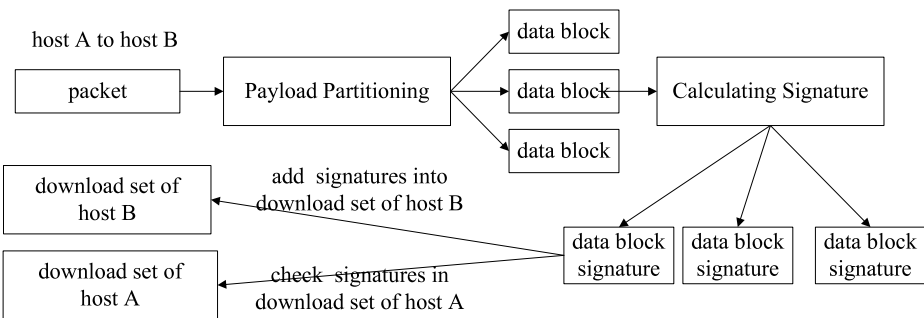 host A to host B
packet
Payload Partitioning
data block
data block
data block
Calculating Signature
download set of
host B
add signatures into
download set of host B
data block
signature
data block
signature
data block
signature
download set of
host A
check signatures in
download set of host A